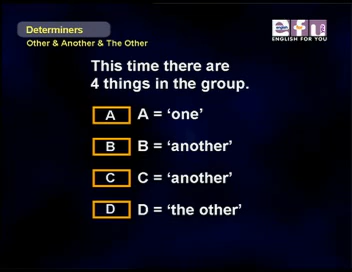 Determiners
Other & Another & The Other
ENGLISH FOR YOU
This time there are
4 things in the group.
A A = ‘one’
B B = ‘another’
C C = ‘another’
D D = ‘the other’